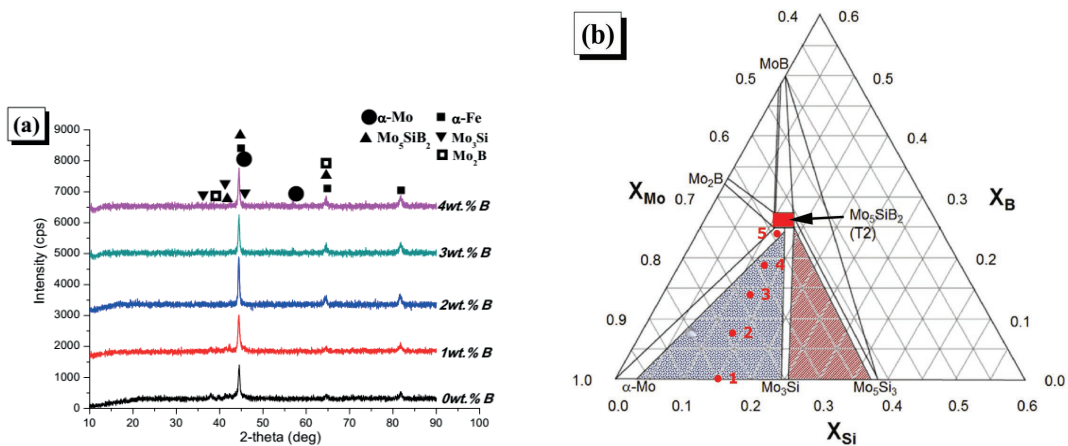 (a)
α-Mo
α-Fe
Mo5SiB2
Mo3Si
Mo2B
9000
8000
7000
6000
5000
4000
3000
2000
1000
0
Intensity (cps)
4wt.% B
3wt.% B
2wt.% B
1wt.% B
0wt.% B
10 20 30 40 50 60 70 80 90 100
2-theta (deg)
(b)
0.4 0.6
MoB
0.5 0.5
0.6 0.4
Mo2B
XMo XB
0.7 0.3
Mo5SiB2
(T2)
5
4
0.8 0.2
3
2
0.9 0.1
1
1.0 α-Mo Mo3Si Mo5Si3 0.0
0.0 0.1 0.2 0.3 0.4 0.5 0.6
XSi